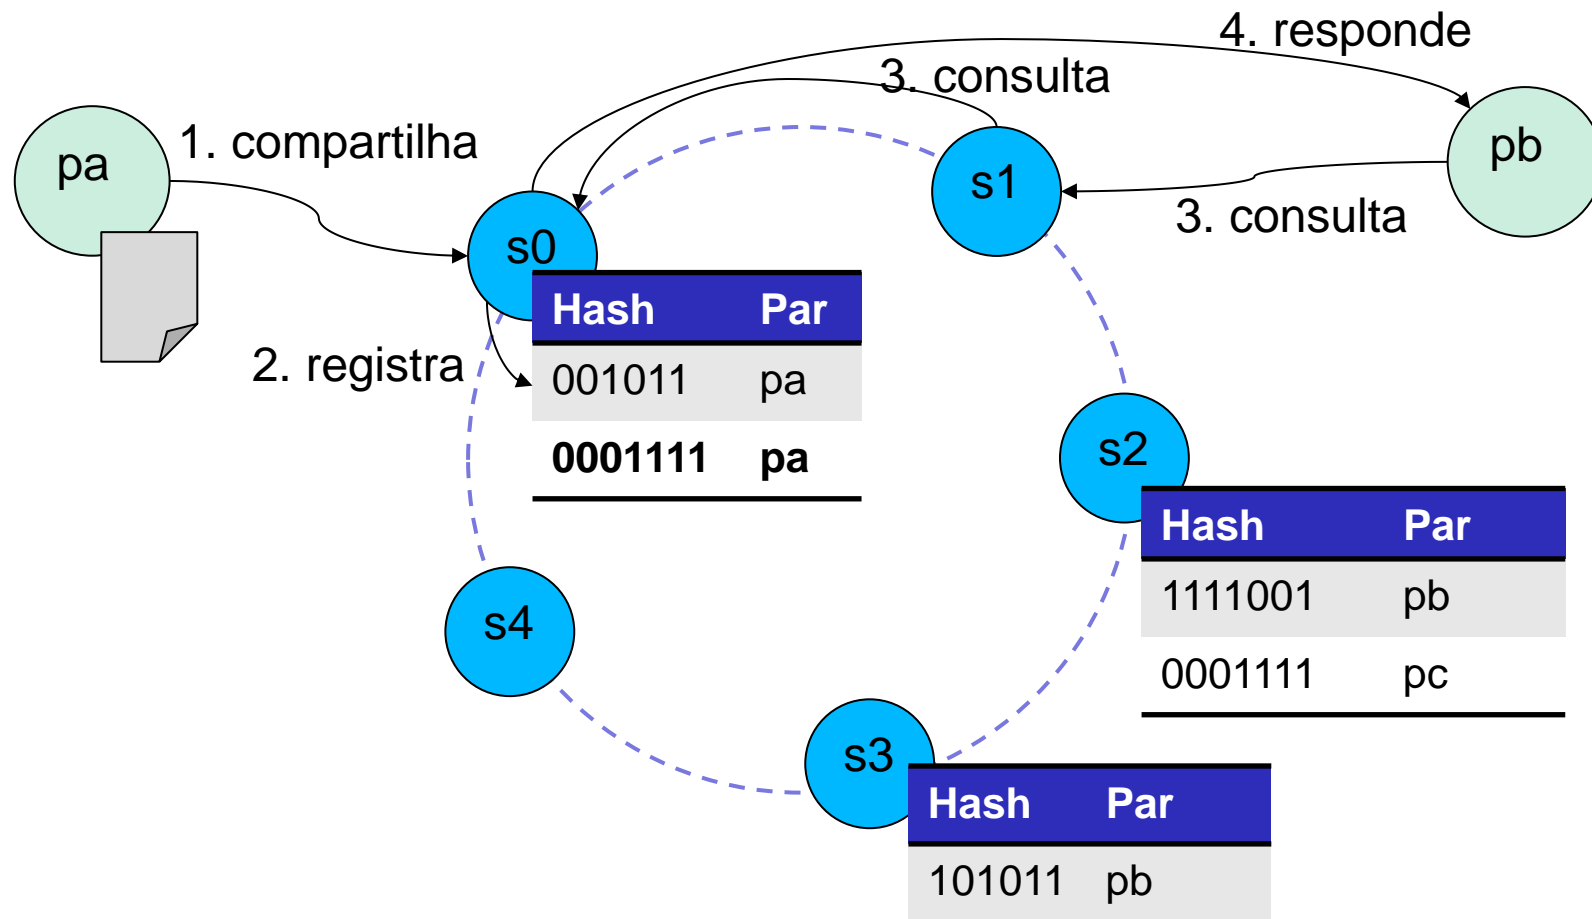 4. responde
3. consulta
pa
1. compartilha
pb
s1
3. consulta
s0
Hash Par
2. registra
001011 pa
0001111 pa
s2
Hash Par
1111001 pb
0001111 pc
s4
s3
Hash Par
101011 pb